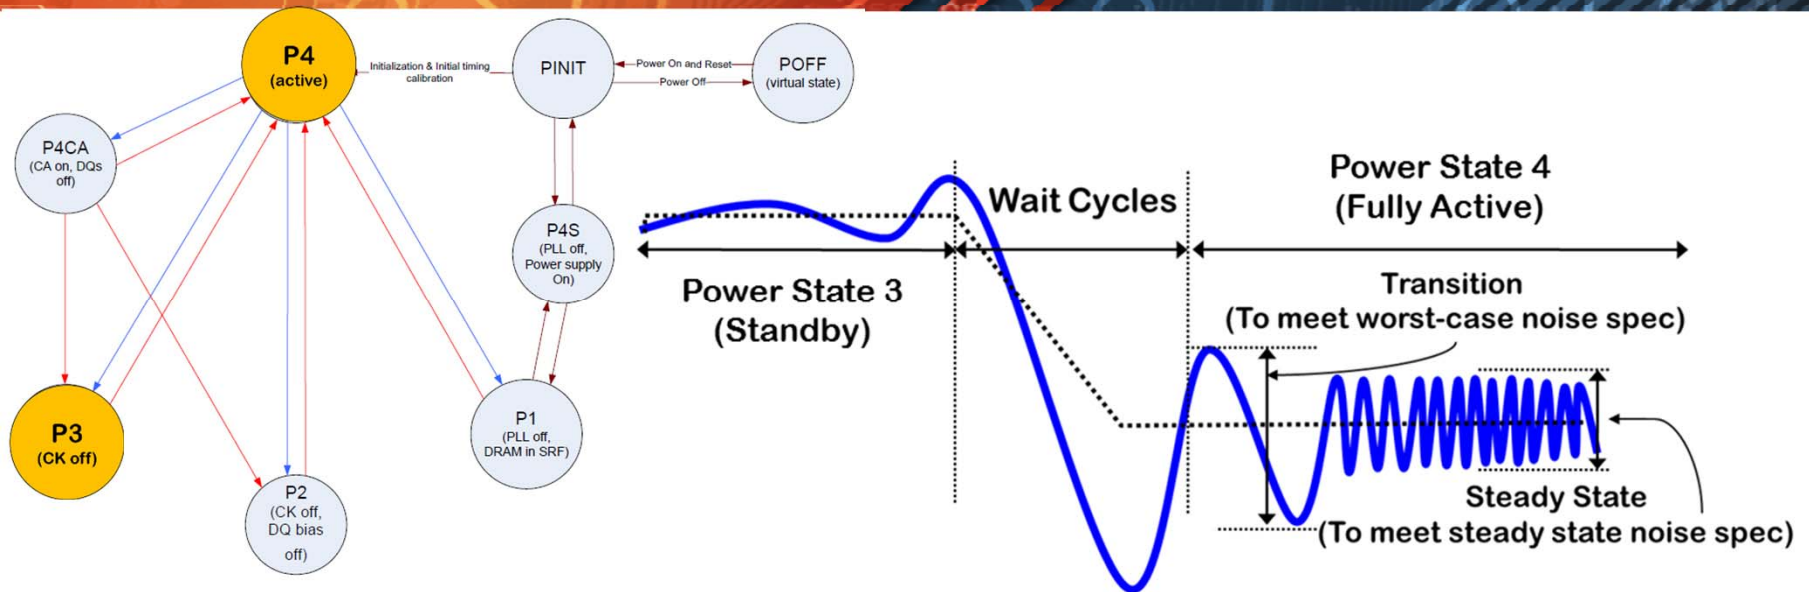 P4
(active)
Initialization & Initial timing
calibration
PINIT
Power On and Reset
Power Off
POFF
(virtual state)
P4CA
(CA on, DQs
off)
P4S
(PLL off,
Power supply
On)
P3
(CK off)
P1
(PLL off,
DRAM in SRF)
P2
(CK off,
DQ bias
off)
Power State 3
(Standby)
Wait Cycles
Power State 4
(Fully Active)
Transition
(To meet worst-case noise spec)
Steady State
(To meet steady state noise spec)